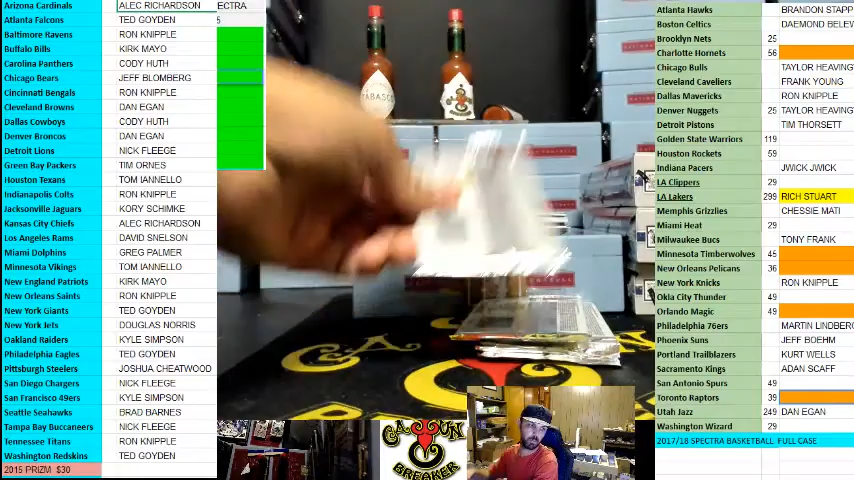 Arizona Cardinals ALEC RICHARDSON ECTRA
Atlanta Falcons TED GOYDEN 5
Baltimore Ravens RON KNIPPLE
Buffalo Bills KIRK MAYO
Carolina Panthers CODY HUTH
Chicago Bears JEFF BLOMBERG
Cincinnati Bengals RON KNIPPLE
Cleveland Browns DAN EGAN
Dallas Cowboys CODY HUTH
Denver Broncos DAN EGAN
Detroit Lions NICK FLEEGE
Green Bay Packers TIM ORNES
Houston Texans TOM IANNELLO
Indianapolis Colts RON KNIPPLE
Jacksonville Jaguars KORY SCHIMKE
Kansas City Chiefs ALEC RICHARDSON
Los Angeles Rams DAVID SNELSON
Miami Dolphins GREG PALMER
Minnesota Vikings TOM IANNELLO
New England Patriots KIRK MAYO
New Orleans Saints RON KNIPPLE
New York Giants TED GOYDEN
New York Jets DOUGLAS NORRIS
Oakland Raiders KYLE SIMPSON
Philadelphia Eagles TED GOYDEN
Pittsburgh Steelers JOSHUA CHEATWOOD
San Diego Chargers NICK FLEEGE
San Francisco 49ers KYLE SIMPSON
Seattle Seahawks BRAD BARNES
Tampa Bay Buccaneers NICK FLEEGE
Tennessee Titans RON KNIPPLE
Washington Redskins TED GOYDEN
2015 PRIZM $30
TABASCO
CAJUN
BREAKER
Atlanta Hawks BRANDON STAPP
Boston Celtics DAEMOND BELEW
Brooklyn Nets 25
Charlotte Hornets 56
Chicago Bulls TAYLOR HEAVING
Cleveland Caveliers FRANK YOUNG
Dallas Mavericks RON KNIPPLE
Denver Nuggets 25 TAYLOR HEAVING
Detroit Pistons TIM THORSETT
Golden State Warriors 119
Houston Rockets 59
Indiana Pacers JWICK JWICK
LA Clippers 29
LA Lakers 299 RICH STUART
Memphis Grizzlies CHESSIE MATI
Miami Heat 29
Milwaukee Bucs TONY FRANK
Minnesota Timberwolves 45
New Orleans Pelicans 36
New York Knicks RON KNIPPLE
Okla City Thunder 49
Orlando Magic 49
Philadelphia 76ers MARTIN LINDBERG
Phoenix Suns JEFF BOEHM
Portland Trailblazers KURT WELLS
Sacramento Kings ADAN SCAFF
San Antonio Spurs 49
Toronto Raptors 39
Utah Jazz 249 DAN EGAN
Washington Wizard 29
2017/18 SPECTRA BASKETBALL FULL CASE